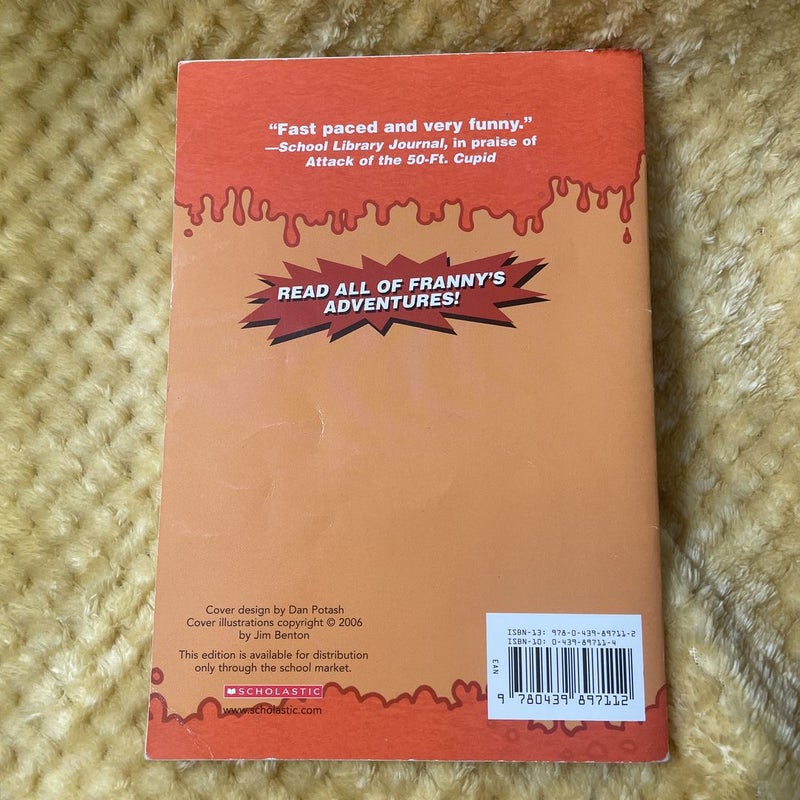 “Fast paced and very funny.”
—School Library Journal, in praise of
Attack of the 50-Ft. Cupid
READ ALL OF FRANNY’S
ADVENTURES!
Cover design by Dan Potash
Cover illustrations copyright © 2006
by Jim Benton
This edition is available for distribution
only through the school market.
SCHOLASTIC
www.scholastic.com
ISBN-13: 978-0-439-89711-2
ISBN-10: 0-439-89711-4
EAN
9 780439 897112